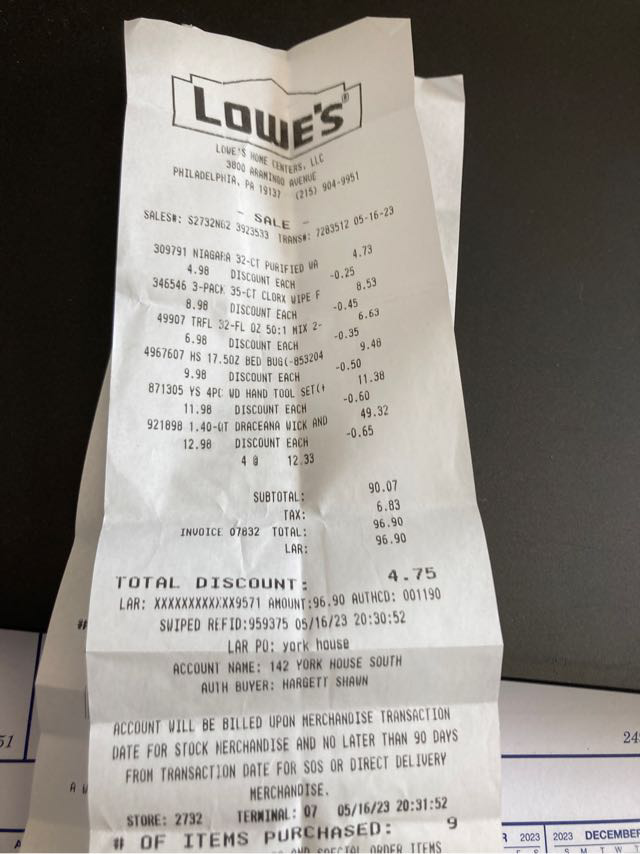 LOWE'S®
LOWE'S HOME CENTERS, LLC
3800 ARAMINGO AVENUE
PHILADELPHIA, PA 19137 (215) 904-9951
- SALE -
SALES#: S2732NG2 3923533 TRANS#: 7283512 05-16-23
309791 NIAGARA 32-CT PURIFIED WA 4.73
4.98 DISCOUNT EACH -0.25
346546 3-PACK 35-CT CLORX WIPE F 8.53
8.98 DISCOUNT EACH -0.45
49907 TRFL 32-FL OZ 50:1 MIX 2- 6.63
6.98 DISCOUNT EACH -0.35
4967607 HS 17.5OZ BED BUG(-853204 9.48
9.98 DISCOUNT EACH -0.50
871305 YS 4PC WD HAND TOOL SET(+ 11.38
11.98 DISCOUNT EACH -0.60
921898 1.40-QT DRACEANA WICK AND 49.32
12.98 DISCOUNT EACH -0.65
4 @ 12.33
SUBTOTAL: 90.07
TAX: 6.83
INVOICE 07832 TOTAL: 96.90
LAR: 96.90
TOTAL DISCOUNT: 4.75
LAR: XXXXXXXXXXXX9571 AMOUNT:96.90 AUTHCD: 001190
SWIPED REFID:959375 05/16/23 20:30:52
LAR PO: york house
ACCOUNT NAME: 142 YORK HOUSE SOUTH
AUTH BUYER: HARGETT SHAWN
ACCOUNT WILL BE BILLED UPON MERCHANDISE TRANSACTION
DATE FOR STOCK MERCHANDISE AND NO LATER THAN 90 DAYS
FROM TRANSACTION DATE FOR SOS OR DIRECT DELIVERY
MERCHANDISE.
STORE: 2732 TERMINAL: 07 05/16/23 20:31:52
# OF ITEMS PURCHASED: 9
AND SPECIAL ORDER ITEMS
51
24
2023
2023 DECEMBER
S M T W